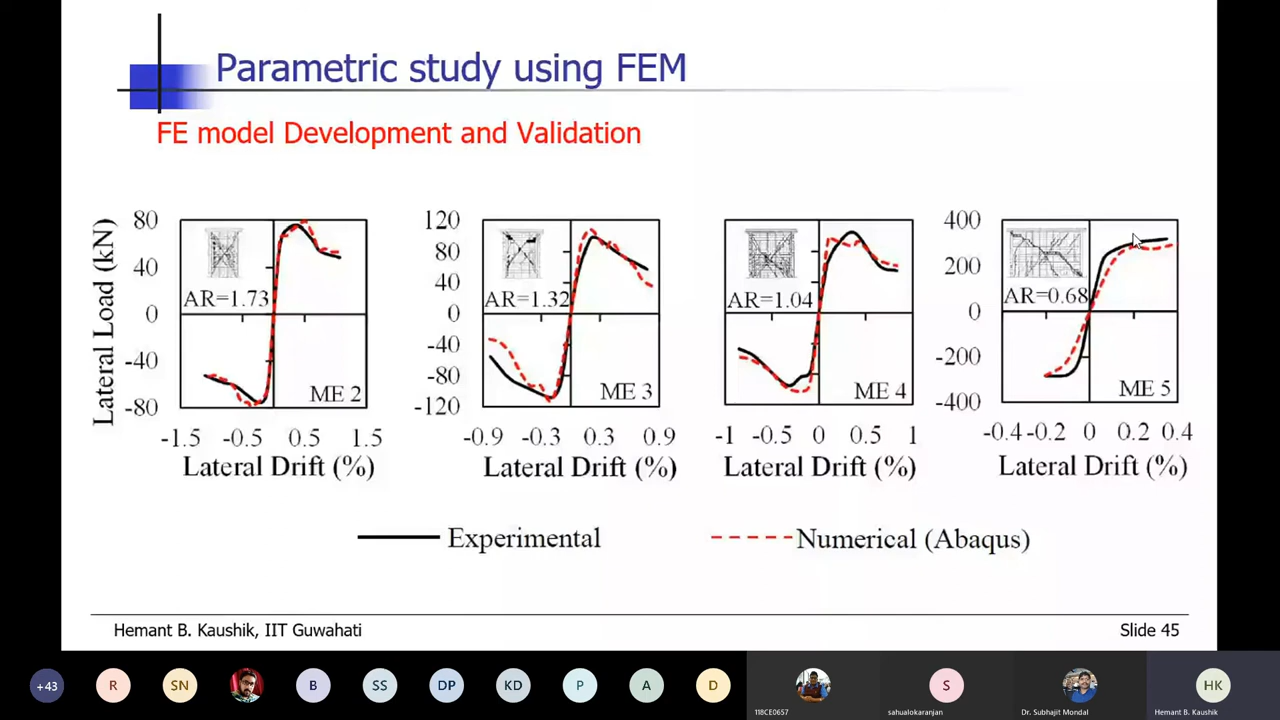 Parametric study using FEM
FE model Development and Validation
Lateral Load (kN)
80
40
0
-40
-80
AR=1.73
ME 2
-1.5 -0.5 0.5 1.5
Lateral Drift (%)
120
80
40
0
-40
-80
-120
AR=1.32
ME 3
-0.9 -0.3 0.3 0.9
Lateral Drift (%)
AR=1.04
ME 4
-1 -0.5 0 0.5 1
Lateral Drift (%)
400
200
0
-200
-400
AR=0.68
ME 5
-0.4 -0.2 0 0.2 0.4
Lateral Drift (%)
Experimental
Numerical (Abaqus)
Hemant B. Kaushik, IIT Guwahati
Slide 45
+43 R SN B SS DP KD P A D S HK
118CE0657 sahualokaranjan Dr. Subhajit Mondal Hemant B. Kaushik